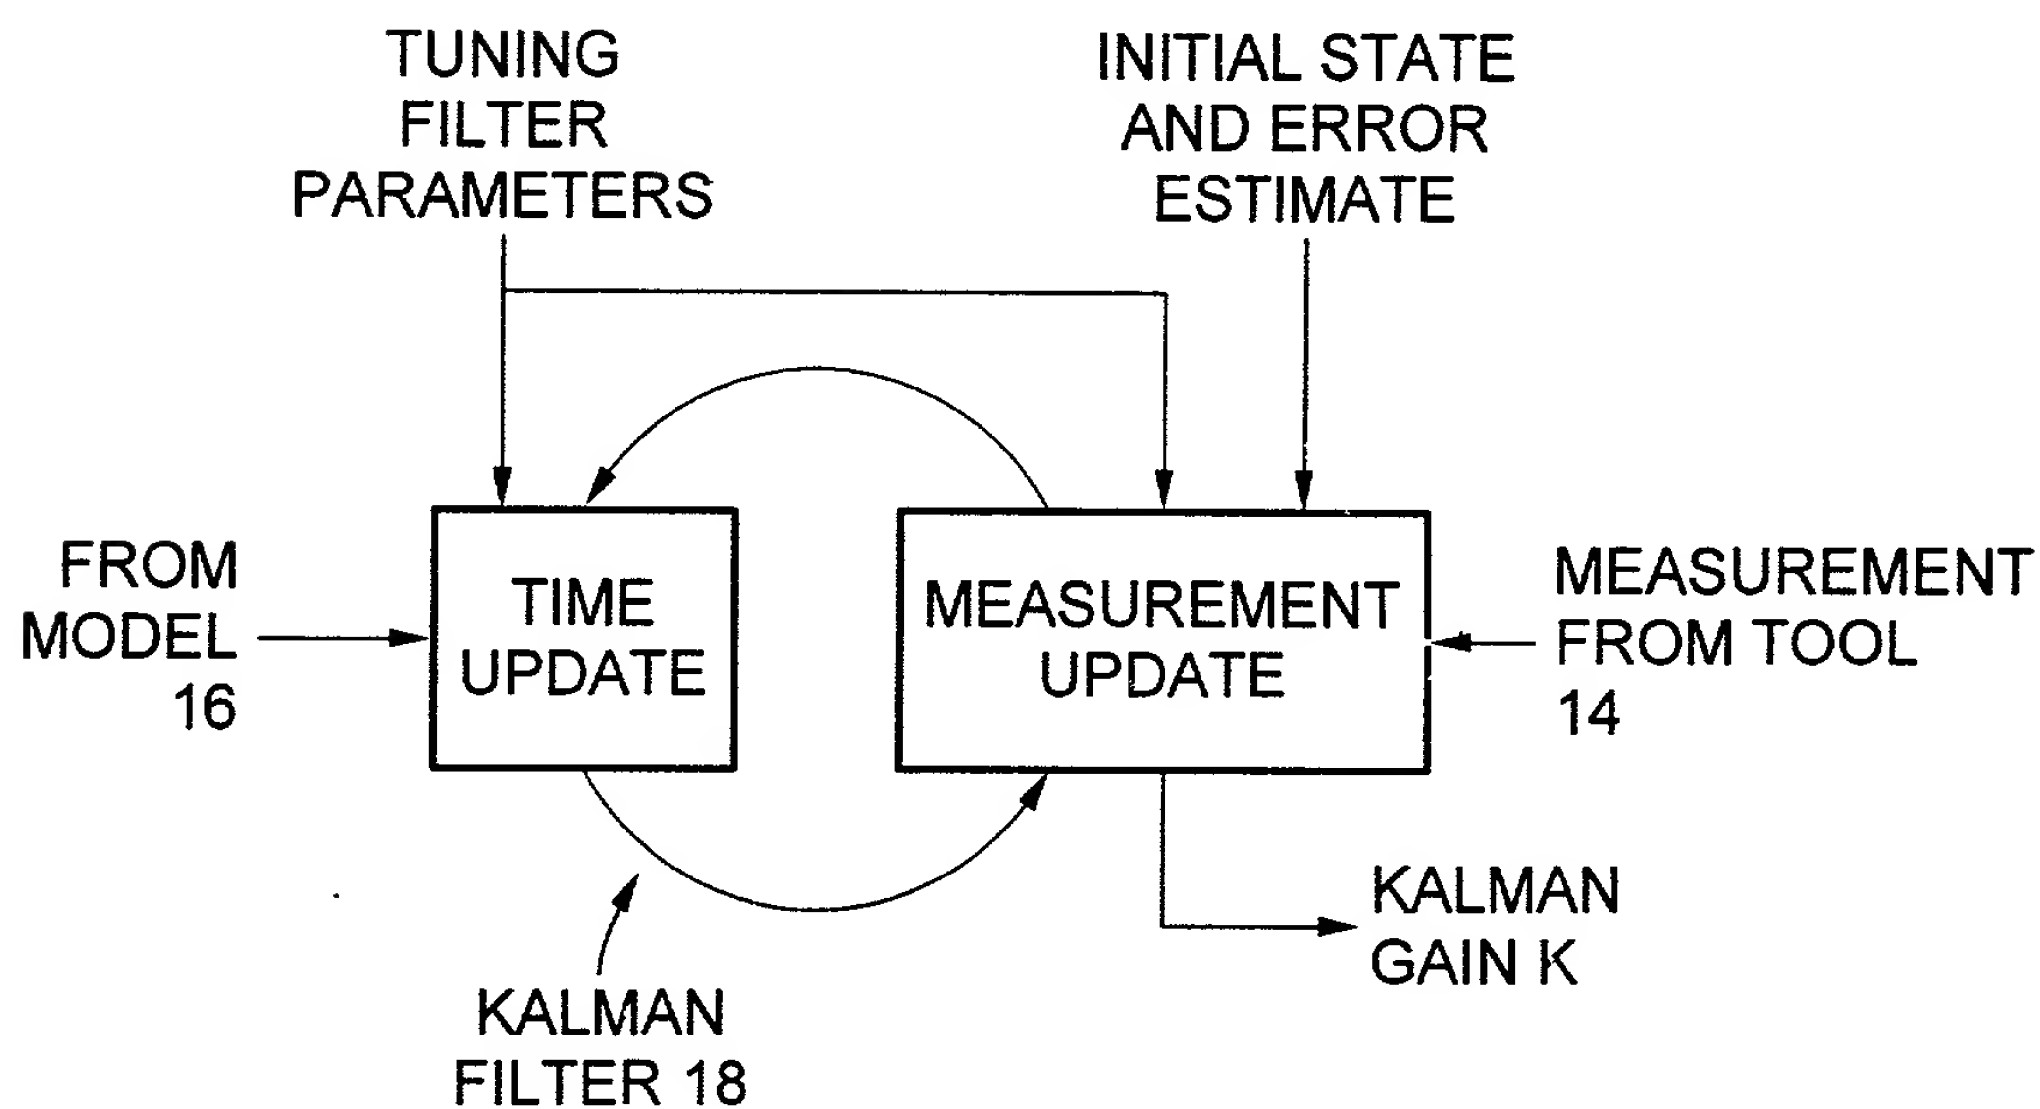 TUNING
FILTER
PARAMETERS
INITIAL STATE
AND ERROR
ESTIMATE
FROM
MODEL
16
TIME
UPDATE
MEASUREMENT
UPDATE
MEASUREMENT
FROM TOOL
14
KALMAN
GAIN K
KALMAN
FILTER 18